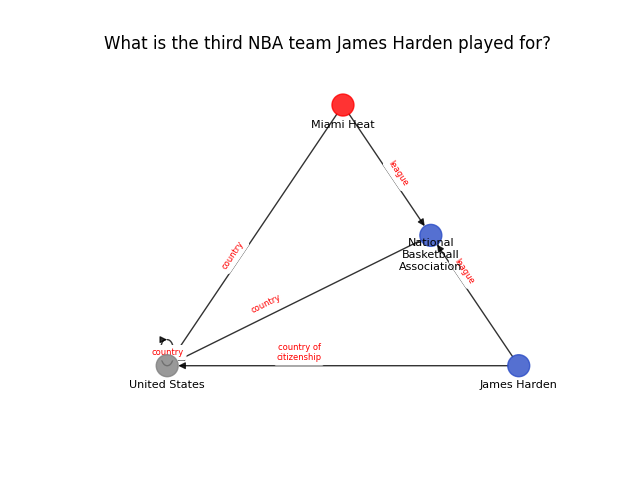 What is the third NBA team James Harden played for?
Miami Heat
league
National
Basketball
Association
league
country
country
country
country of
citizenship
United States
James Harden